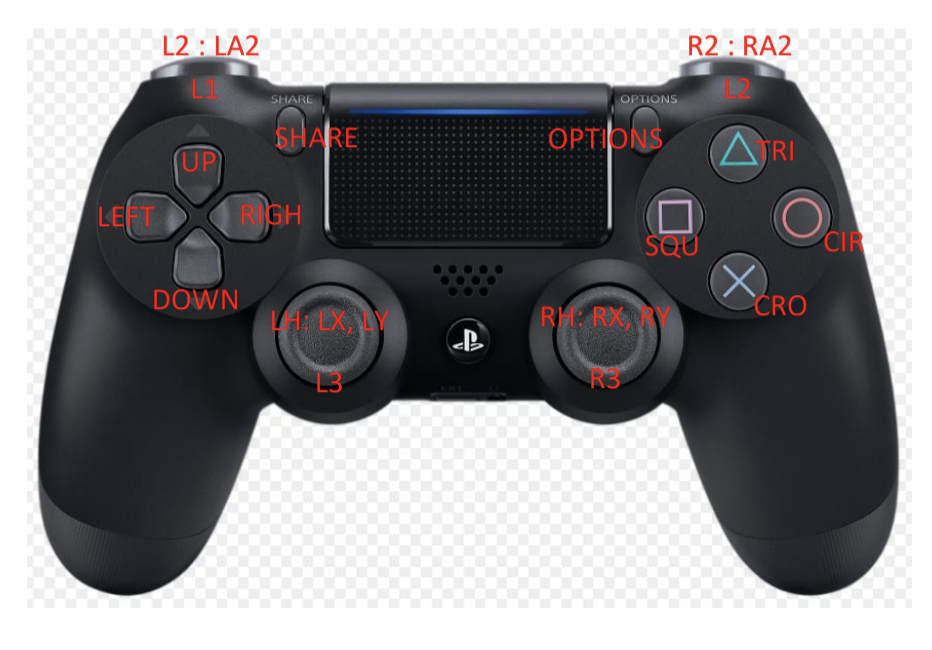 L2 : LA2
R2 : RA2
L1
L2
SHARE
OPTIONS
SHARE
OPTIONS
UP
TRI
LEFT
RIGH
SQU
CIR
DOWN
CRO
LH: LX, LY
RH: RX, RY
L3
R3
EXT